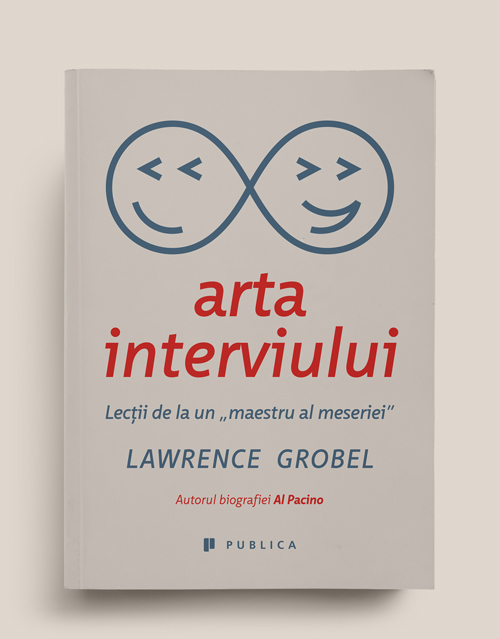 arta
interviului
Lecții de la un „maestru al meseriei”
LAWRENCE GROBEL
Autorul biografiei Al Pacino
PUBLICA